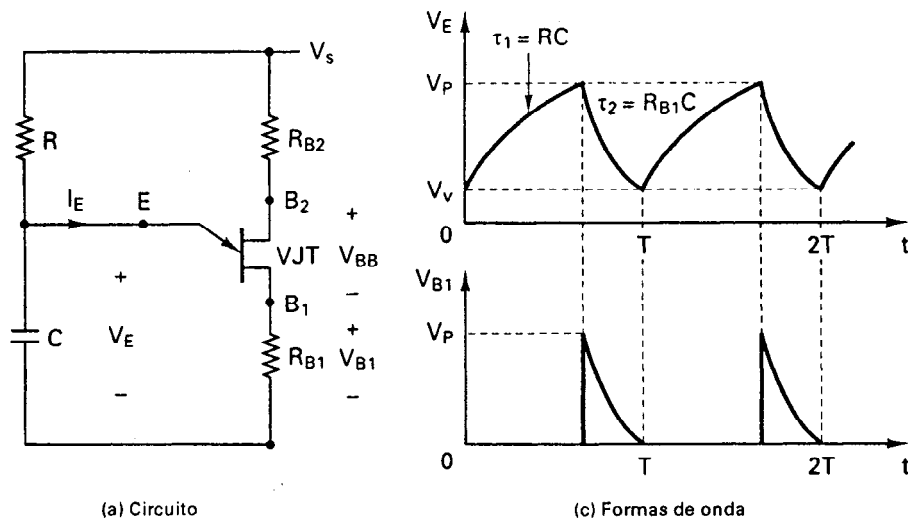 V_s
R
R_B2
I_E
E
B_2
+
+
VJT
V_BB
−
B_1
+
C
V_E
R_B1
V_B1
−
−
(a) Circuito
V_E
τ_1 = RC
V_P
τ_2 = R_B1C
V_v
0
T
2T
t
V_B1
V_P
0
T
2T
t
(c) Formas de onda